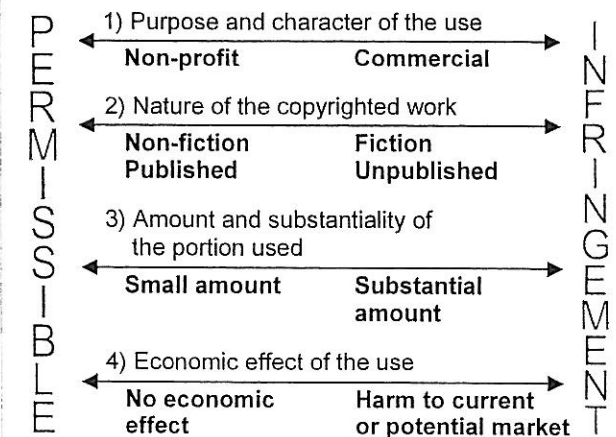 PERMISSIBLE
1) Purpose and character of the use
Non-profit Commercial
2) Nature of the copyrighted work
Non-fiction Fiction
Published Unpublished
3) Amount and substantiality of
the portion used
Small amount Substantial
amount
4) Economic effect of the use
No economic Harm to current
effect or potential market
INFRINGEMENT